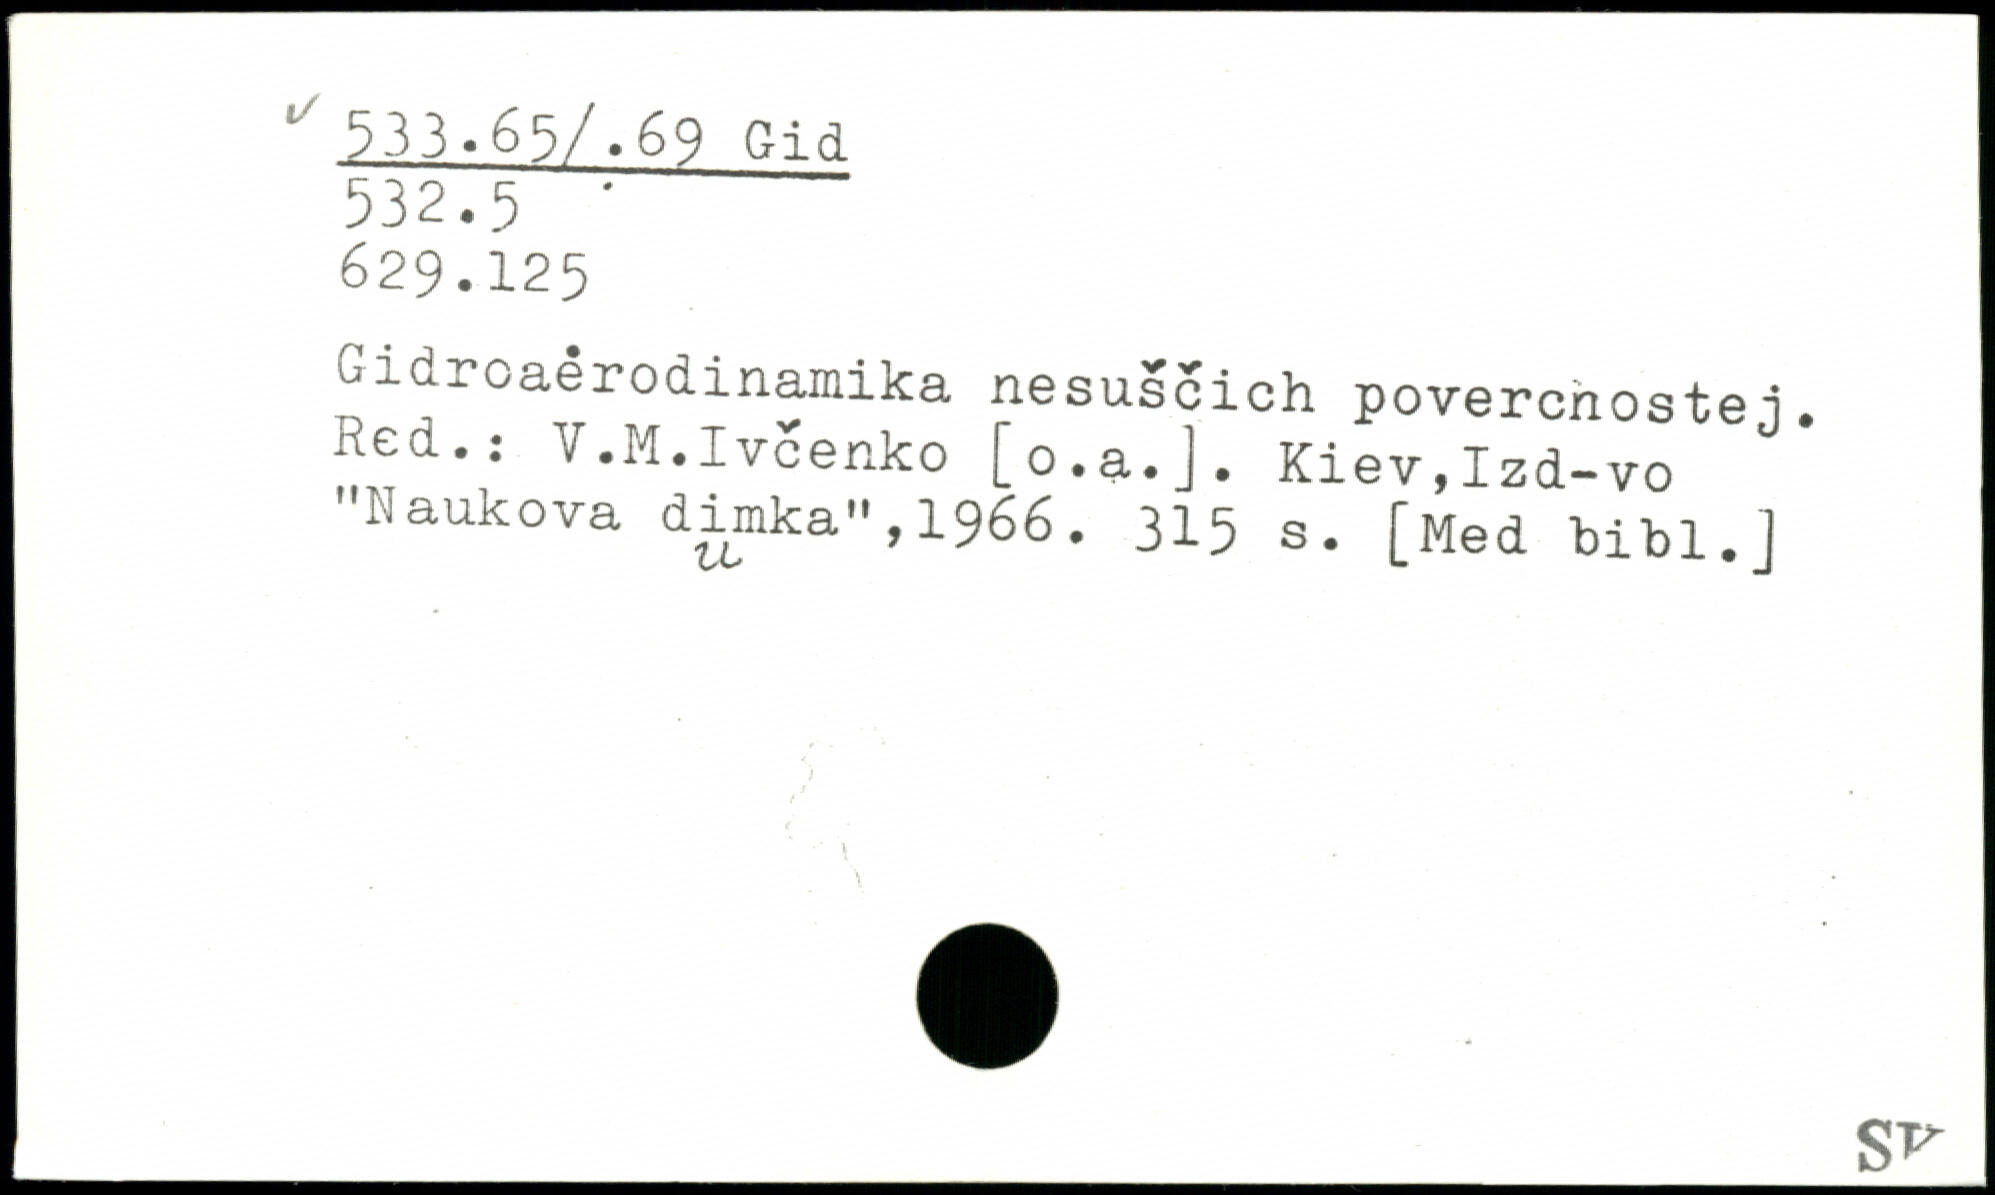 ✓ 533.65/.69 Gid
532.5
629.125
Gidroaėrodinamika nesuščich poverchostej.
Red.: V.M.Ivčenko [o.a.]. Kiev,Izd-vo
"Naukova dimka",1966. 315 s. [Med bibl.]
u
SV